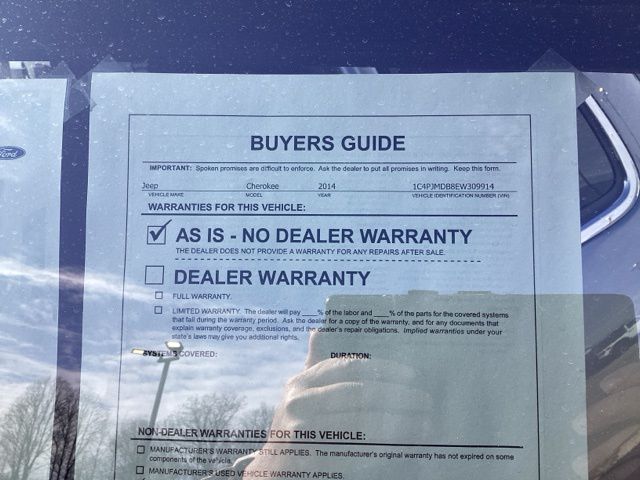 Ford
BUYERS GUIDE
IMPORTANT: Spoken promises are difficult to enforce. Ask the dealer to put all promises in writing. Keep this form.
Jeep Cherokee 2014 1C4PJMDB8EW309914
VEHICLE MAKE MODEL YEAR VEHICLE IDENTIFICATION NUMBER (VIN)
WARRANTIES FOR THIS VEHICLE:
AS IS - NO DEALER WARRANTY
THE DEALER DOES NOT PROVIDE A WARRANTY FOR ANY REPAIRS AFTER SALE.
DEALER WARRANTY
FULL WARRANTY.
LIMITED WARRANTY. The dealer will pay ____% of the labor and ____% of the parts for the covered systems
that fail during the warranty period. Ask the dealer for a copy of the warranty, and for any documents that
explain warranty coverage, exclusions, and the dealer's repair obligations. Implied warranties under your
state's laws may give you additional rights.
SYSTEMS COVERED: DURATION:
NON-DEALER WARRANTIES FOR THIS VEHICLE:
MANUFACTURER'S WARRANTY STILL APPLIES. The manufacturer's original warranty has not expired on some
components of the vehicle.
MANUFACTURER'S USED VEHICLE WARRANTY APPLIES.